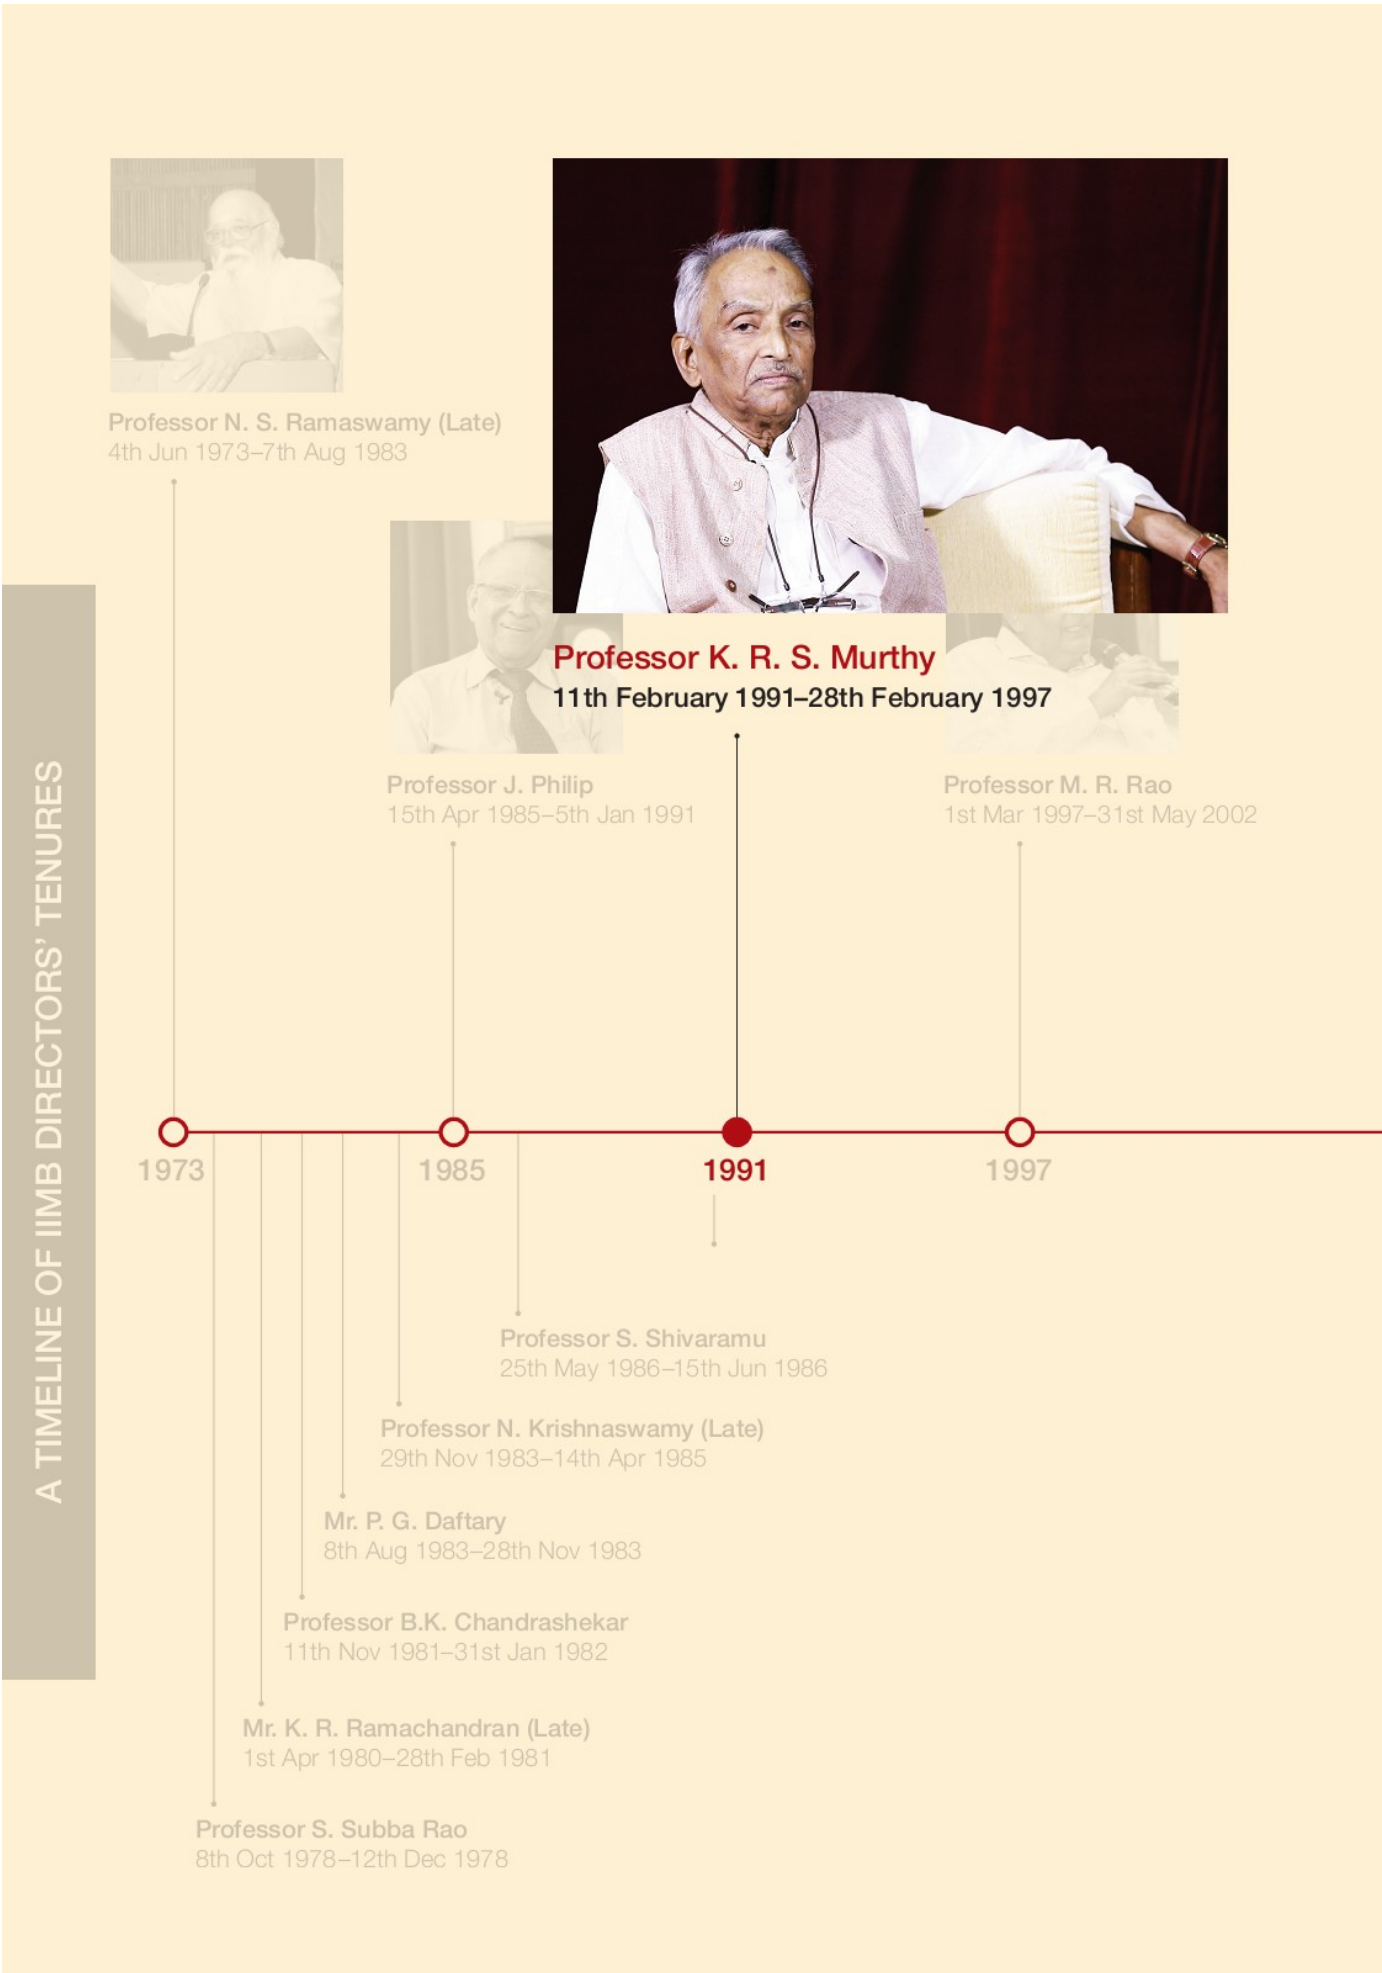 A TIMELINE OF IIMB DIRECTORS' TENURES
Professor N. S. Ramaswamy (Late)
4th Jun 1973–7th Aug 1983
Professor K. R. S. Murthy
11th February 1991–28th February 1997
Professor J. Philip
15th Apr 1985–5th Jan 1991
Professor M. R. Rao
1st Mar 1997–31st May 2002
1973
1985
1991
1997
Professor S. Shivaramu
25th May 1986–15th Jun 1986
Professor N. Krishnaswamy (Late)
29th Nov 1983–14th Apr 1985
Mr. P. G. Daftary
8th Aug 1983–28th Nov 1983
Professor B.K. Chandrashekar
11th Nov 1981–31st Jan 1982
Mr. K. R. Ramachandran (Late)
1st Apr 1980–28th Feb 1981
Professor S. Subba Rao
8th Oct 1978–12th Dec 1978